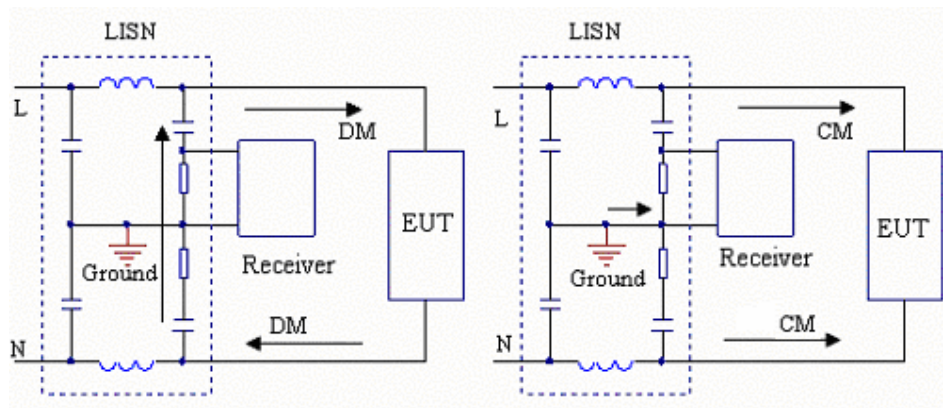 LISN
LISN
L
DM
L
CM
EUT
EUT
Ground
Receiver
Ground
Receiver
N
DM
N
CM